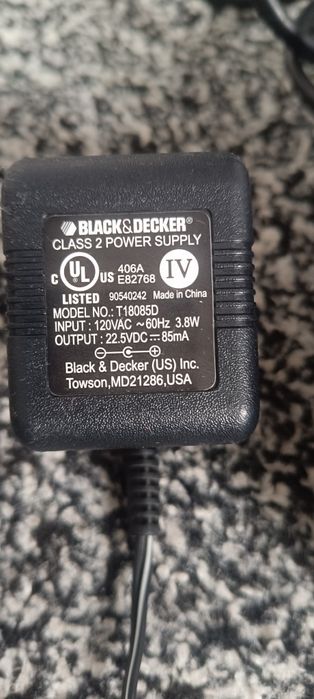 BLACK&DECKER®
CLASS 2 POWER SUPPLY
C UL US 406A E82768 IV
LISTED 90540242 Made in China
MODEL NO.: T18085D
INPUT : 120VAC ~60Hz 3.8W
OUTPUT : 22.5VDC ⎓ 85mA
- +
Black & Decker (US) Inc.
Towson,MD21286,USA